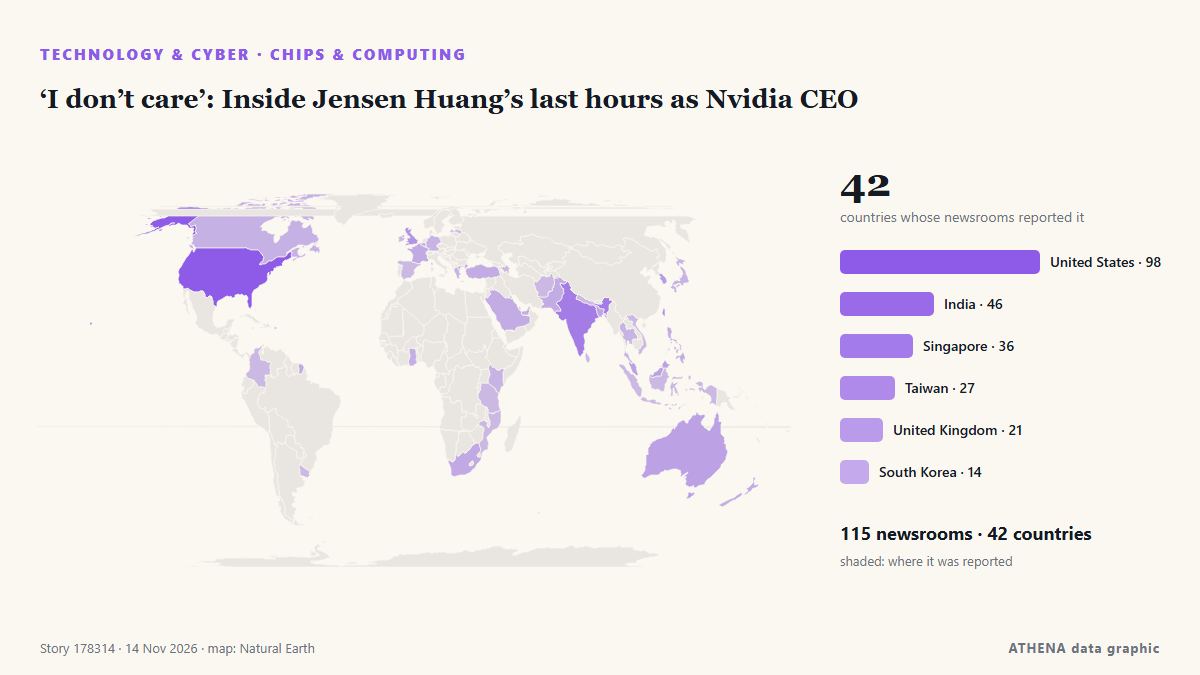 TECHNOLOGY & CYBER · CHIPS & COMPUTING
‘I don’t care’: Inside Jensen Huang’s last hours as Nvidia CEO
42
countries whose newsrooms reported it
United States · 98
India · 46
Singapore · 36
Taiwan · 27
United Kingdom · 21
South Korea · 14
115 newsrooms · 42 countries
shaded: where it was reported
Story 178314 · 14 Nov 2026 · map: Natural Earth
ATHENA data graphic